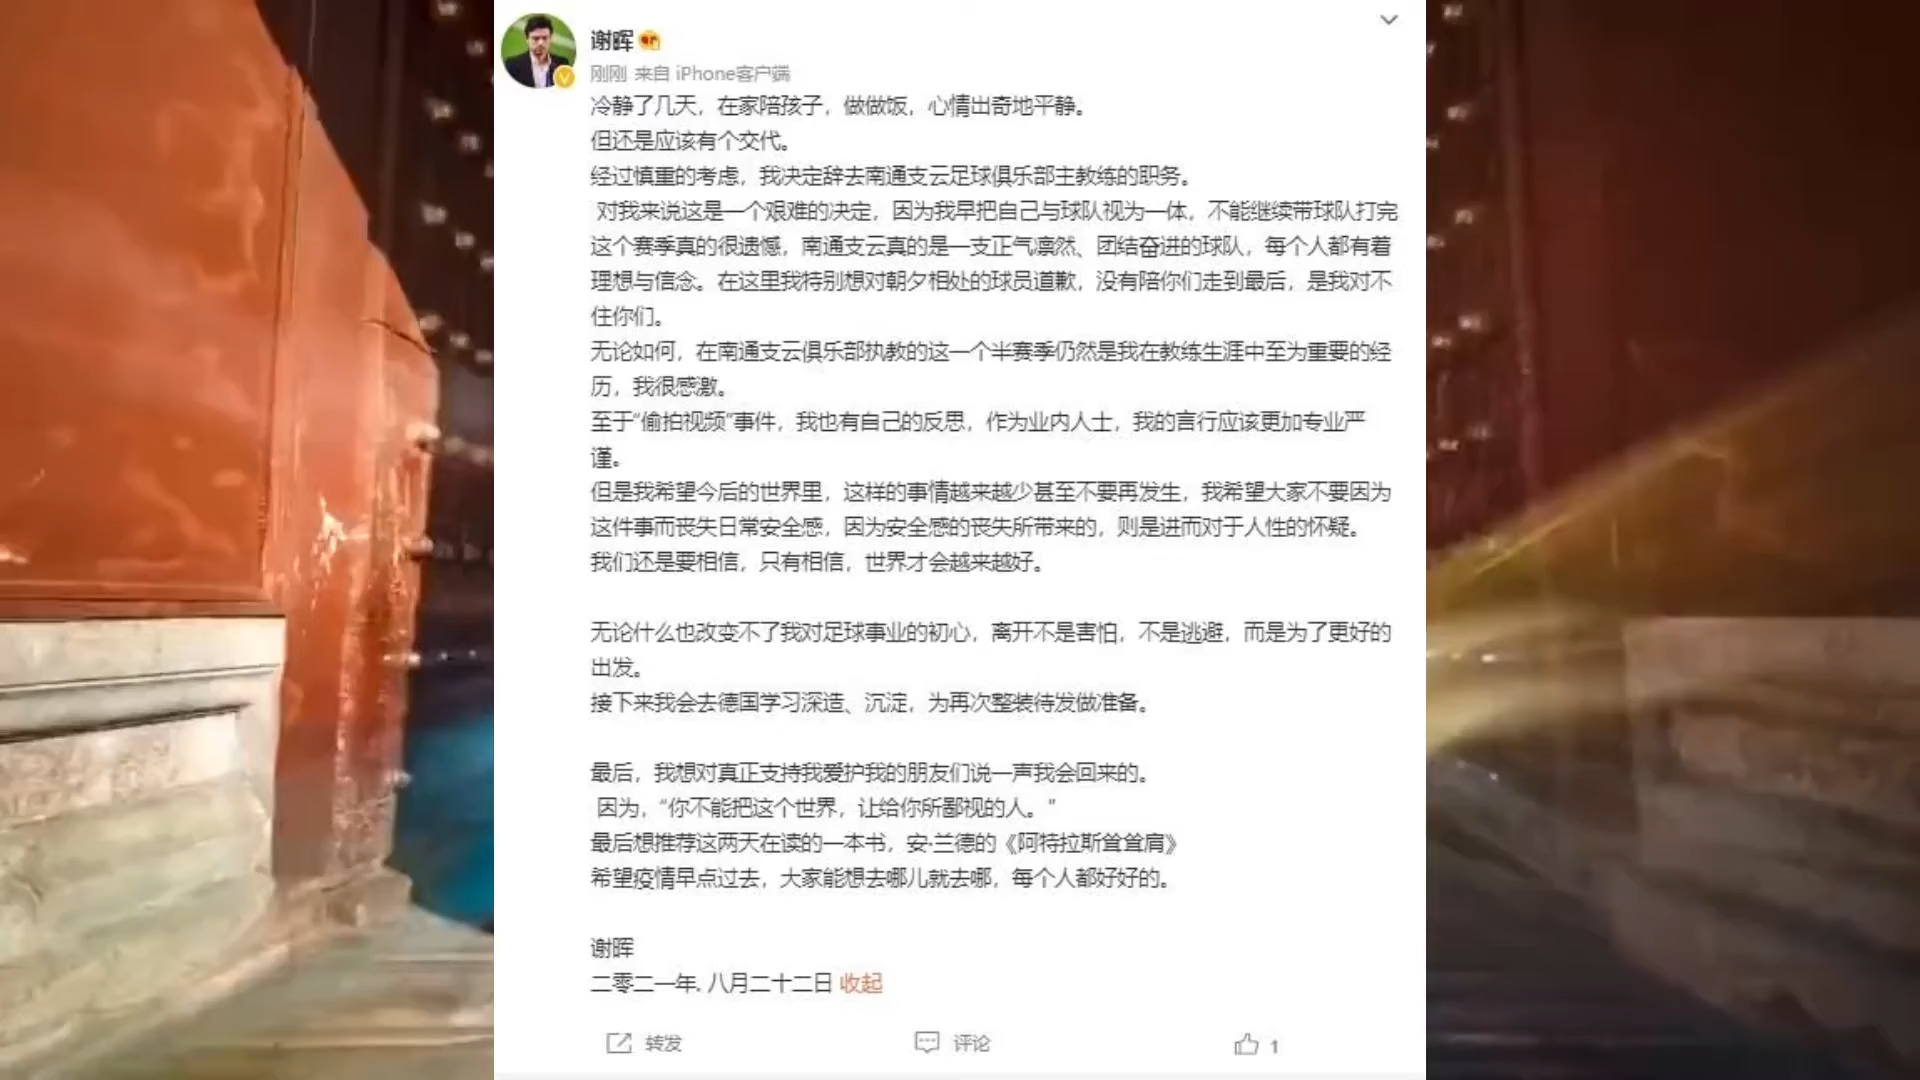 谢晖
刚刚 来自 iPhone客户端
冷静了几天，在家陪孩子，做做饭，心情出奇地平静。
但还是应该有个交代。
经过慎重的考虑，我决定辞去南通支云足球俱乐部主教练的职务。
对我来说这是一个艰难的决定，因为我早把自己与球队视为一体，不能继续带球队打完
这个赛季真的很遗憾，南通支云真的是一支正气凛然、团结奋进的球队，每个人都有着
理想与信念。在这里我特别想对朝夕相处的球员道歉，没有陪你们走到最后，是我对不
住你们。
无论如何，在南通支云俱乐部执教的这一个半赛季仍然是我在教练生涯中至为重要的经
历，我很感激。
至于“偷拍视频”事件，我也有自己的反思，作为业内人士，我的言行应该更加专业严
谨。
但是我希望今后的世界里，这样的事情越来越少甚至不要再发生，我希望大家不要因为
这件事而丧失日常安全感，因为安全感的丧失所带来的，则是进而对于人性的怀疑。
我们还是要相信，只有相信，世界才会越来越好。
无论什么也改变不了我对足球事业的初心，离开不是害怕，不是逃避，而是为了更好的
出发。
接下来我会去德国学习深造、沉淀，为再次整装待发做准备。
最后，我想对真正支持我爱护我的朋友们说一声我会回来的。
因为，“你不能把这个世界，让给你所鄙视的人。”
最后想推荐这两天在读的一本书，安·兰德的《阿特拉斯耸耸肩》
希望疫情早点过去，大家能想去哪儿就去哪，每个人都好好的。
谢晖
二零二一年. 八月二十二日 收起
转发 评论 1